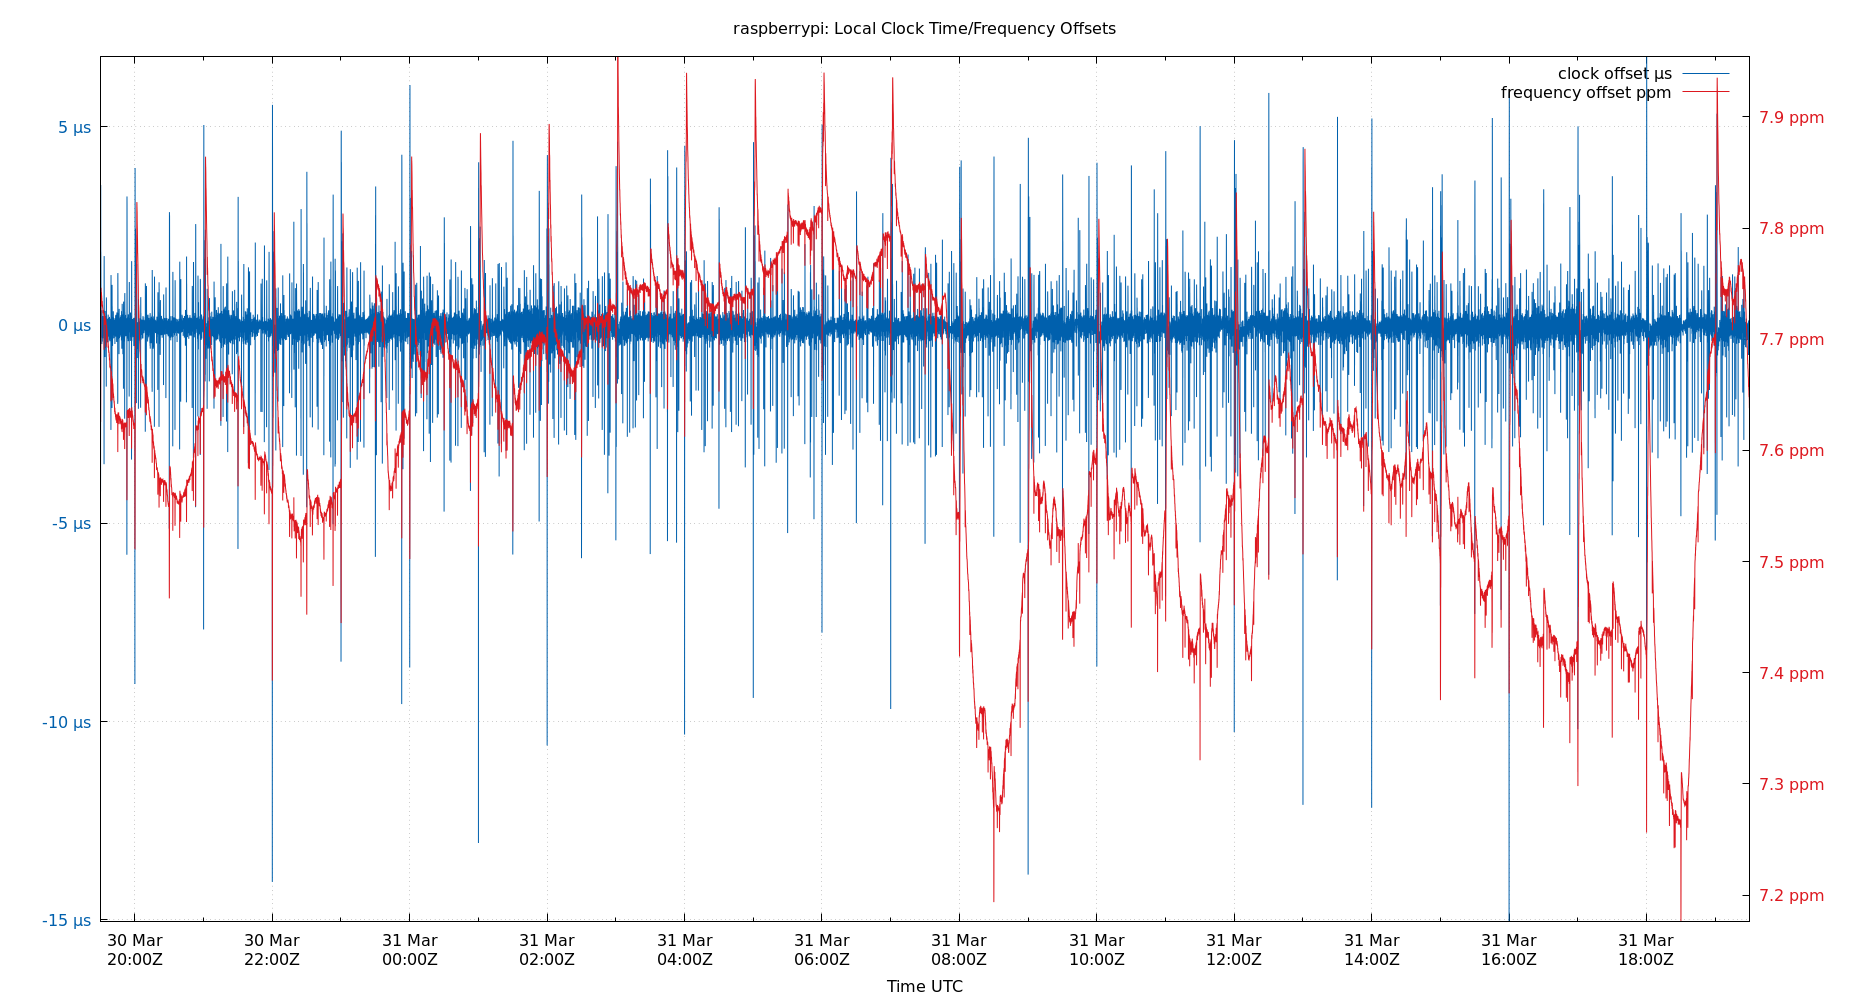 raspberrypi: Local Clock Time/Frequency Offsets
clock offset µs
frequency offset ppm
5 µs
0 µs
-5 µs
-10 µs
-15 µs
7.9 ppm
7.8 ppm
7.7 ppm
7.6 ppm
7.5 ppm
7.4 ppm
7.3 ppm
7.2 ppm
30 Mar 30 Mar 31 Mar 31 Mar 31 Mar 31 Mar 31 Mar 31 Mar 31 Mar 31 Mar 31 Mar 31 Mar
20:00Z 22:00Z 00:00Z 02:00Z 04:00Z 06:00Z 08:00Z 10:00Z 12:00Z 14:00Z 16:00Z 18:00Z
Time UTC